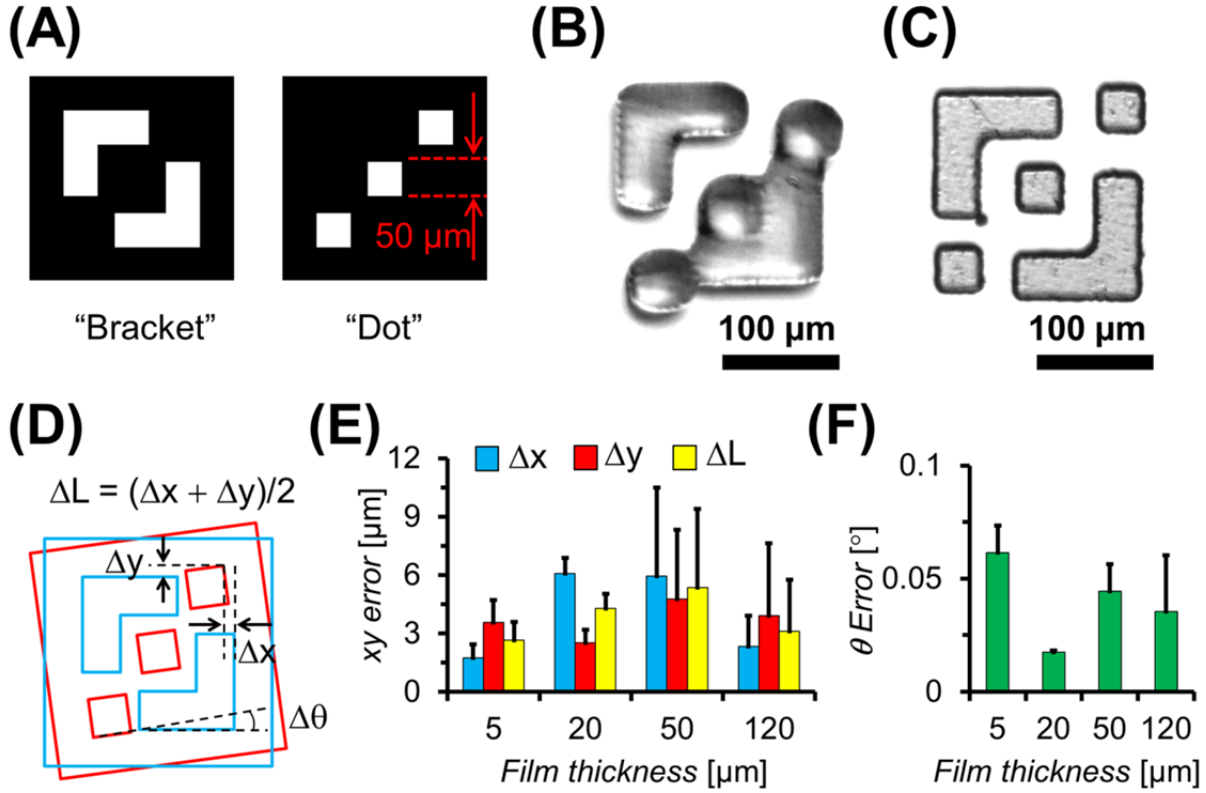 (A)
50 μm
“Bracket”
“Dot”
(B)
100 μm
(C)
100 μm
(D)
ΔL = (Δx + Δy)/2
Δy
Δx
Δθ
(E)
Δx Δy ΔL
xy error [μm]
12
9
6
3
0
5 20 50 120
Film thickness [μm]
(F)
θ Error [°]
0.1
0.05
0
5 20 50 120
Film thickness [μm]